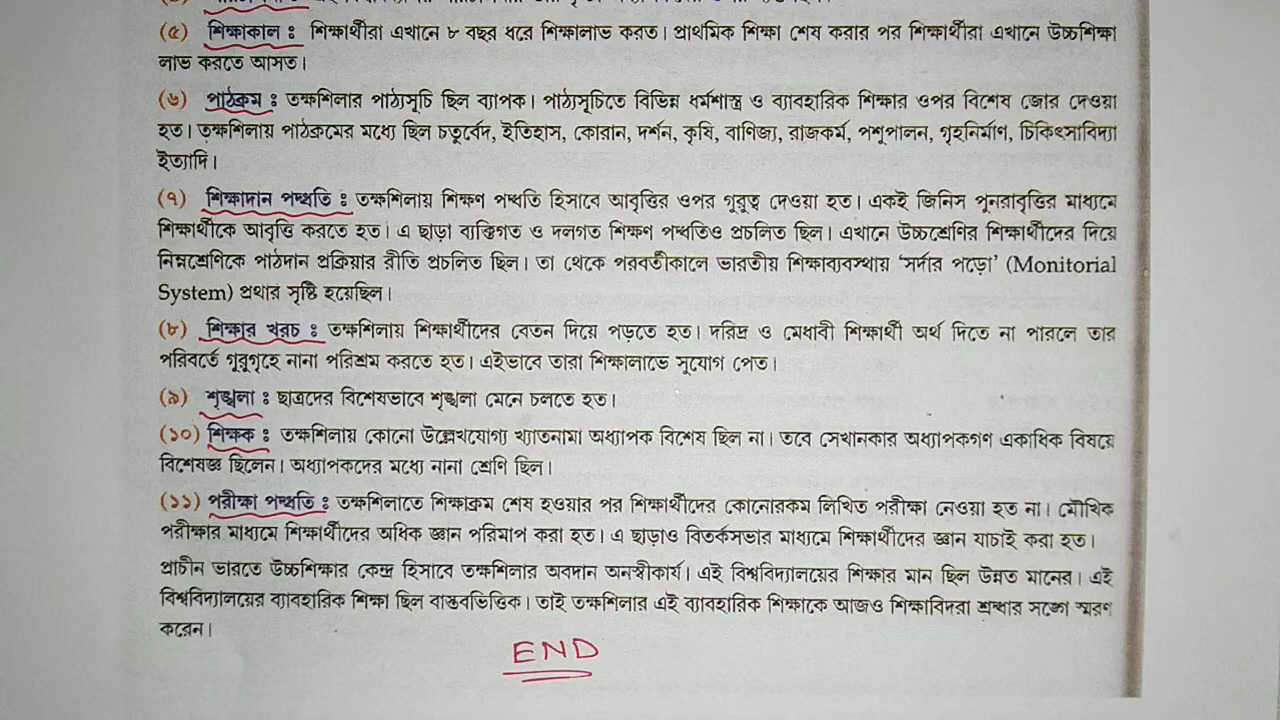 (৫) শিক্ষাকাল : শিক্ষার্থীরা এখানে ৮ বছর ধরে শিক্ষালাভ করত। প্রাথমিক শিক্ষা শেষ করার পর শিক্ষার্থীরা এখানে উচ্চশিক্ষা
লাভ করতে আসত।
(৬) পাঠক্রম : তক্ষশিলার পাঠ্যসূচি ছিল ব্যাপক। পাঠ্যসূচিতে বিভিন্ন ধর্মশাস্ত্র ও ব্যাবহারিক শিক্ষার ওপর বিশেষ জোর দেওয়া
হত। তক্ষশিলায় পাঠক্রমের মধ্যে ছিল চতুর্বেদ, ইতিহাস, কোরান, দর্শন, কৃষি, বাণিজ্য, রাজকর্ম, পশুপালন, গৃহনির্মাণ, চিকিৎসাবিদ্যা
ইত্যাদি।
(৭) শিক্ষাদান পদ্ধতি : তক্ষশিলায় শিক্ষণ পদ্ধতি হিসাবে আবৃত্তির ওপর গুরুত্ব দেওয়া হত। একই জিনিস পুনরাবৃত্তির মাধ্যমে
শিক্ষার্থীকে আবৃত্তি করতে হত। এ ছাড়া ব্যক্তিগত ও দলগত শিক্ষণ পদ্ধতিও প্রচলিত ছিল। এখানে উচ্চশ্রেণির শিক্ষার্থীদের দিয়ে
নিম্নশ্রেণিকে পাঠদান প্রক্রিয়ার রীতি প্রচলিত ছিল। তা থেকে পরবর্তীকালে ভারতীয় শিক্ষাব্যবস্থায় ‘সর্দার পড়ো’ (Monitorial
System) প্রথার সৃষ্টি হয়েছিল।
(৮) শিক্ষার খরচ : তক্ষশিলায় শিক্ষার্থীদের বেতন দিয়ে পড়তে হত। দরিদ্র ও মেধাবী শিক্ষার্থী অর্থ দিতে না পারলে তার
পরিবর্তে গুরুগৃহে নানা পরিশ্রম করতে হত। এইভাবে তারা শিক্ষালাভে সুযোগ পেত।
(৯) শৃঙ্খলা : ছাত্রদের বিশেষভাবে শৃঙ্খলা মেনে চলতে হত।
(১০) শিক্ষক : তক্ষশিলায় কোনো উল্লেখযোগ্য খ্যাতনামা অধ্যাপক বিশেষ ছিল না। তবে সেখানকার অধ্যাপকগণ একাধিক বিষয়ে
বিশেষজ্ঞ ছিলেন। অধ্যাপকদের মধ্যে নানা শ্রেণি ছিল।
(১১) পরীক্ষা পদ্ধতি : তক্ষশিলাতে শিক্ষাক্রম শেষ হওয়ার পর শিক্ষার্থীদের কোনোরকম লিখিত পরীক্ষা নেওয়া হত না। মৌখিক
পরীক্ষার মাধ্যমে শিক্ষার্থীদের অধিক জ্ঞান পরিমাপ করা হত। এ ছাড়াও বিতর্কসভার মাধ্যমে শিক্ষার্থীদের জ্ঞান যাচাই করা হত।
প্রাচীন ভারতে উচ্চশিক্ষার কেন্দ্র হিসাবে তক্ষশিলার অবদান অনস্বীকার্য। এই বিশ্ববিদ্যালয়ের শিক্ষার মান ছিল উন্নত মানের। এই
বিশ্ববিদ্যালয়ের ব্যাবহারিক শিক্ষা ছিল বাস্তবভিত্তিক। তাই তক্ষশিলার এই ব্যাবহারিক শিক্ষাকে আজও শিক্ষাবিদরা শ্রদ্ধার সঙ্গে স্মরণ
করেন।
END